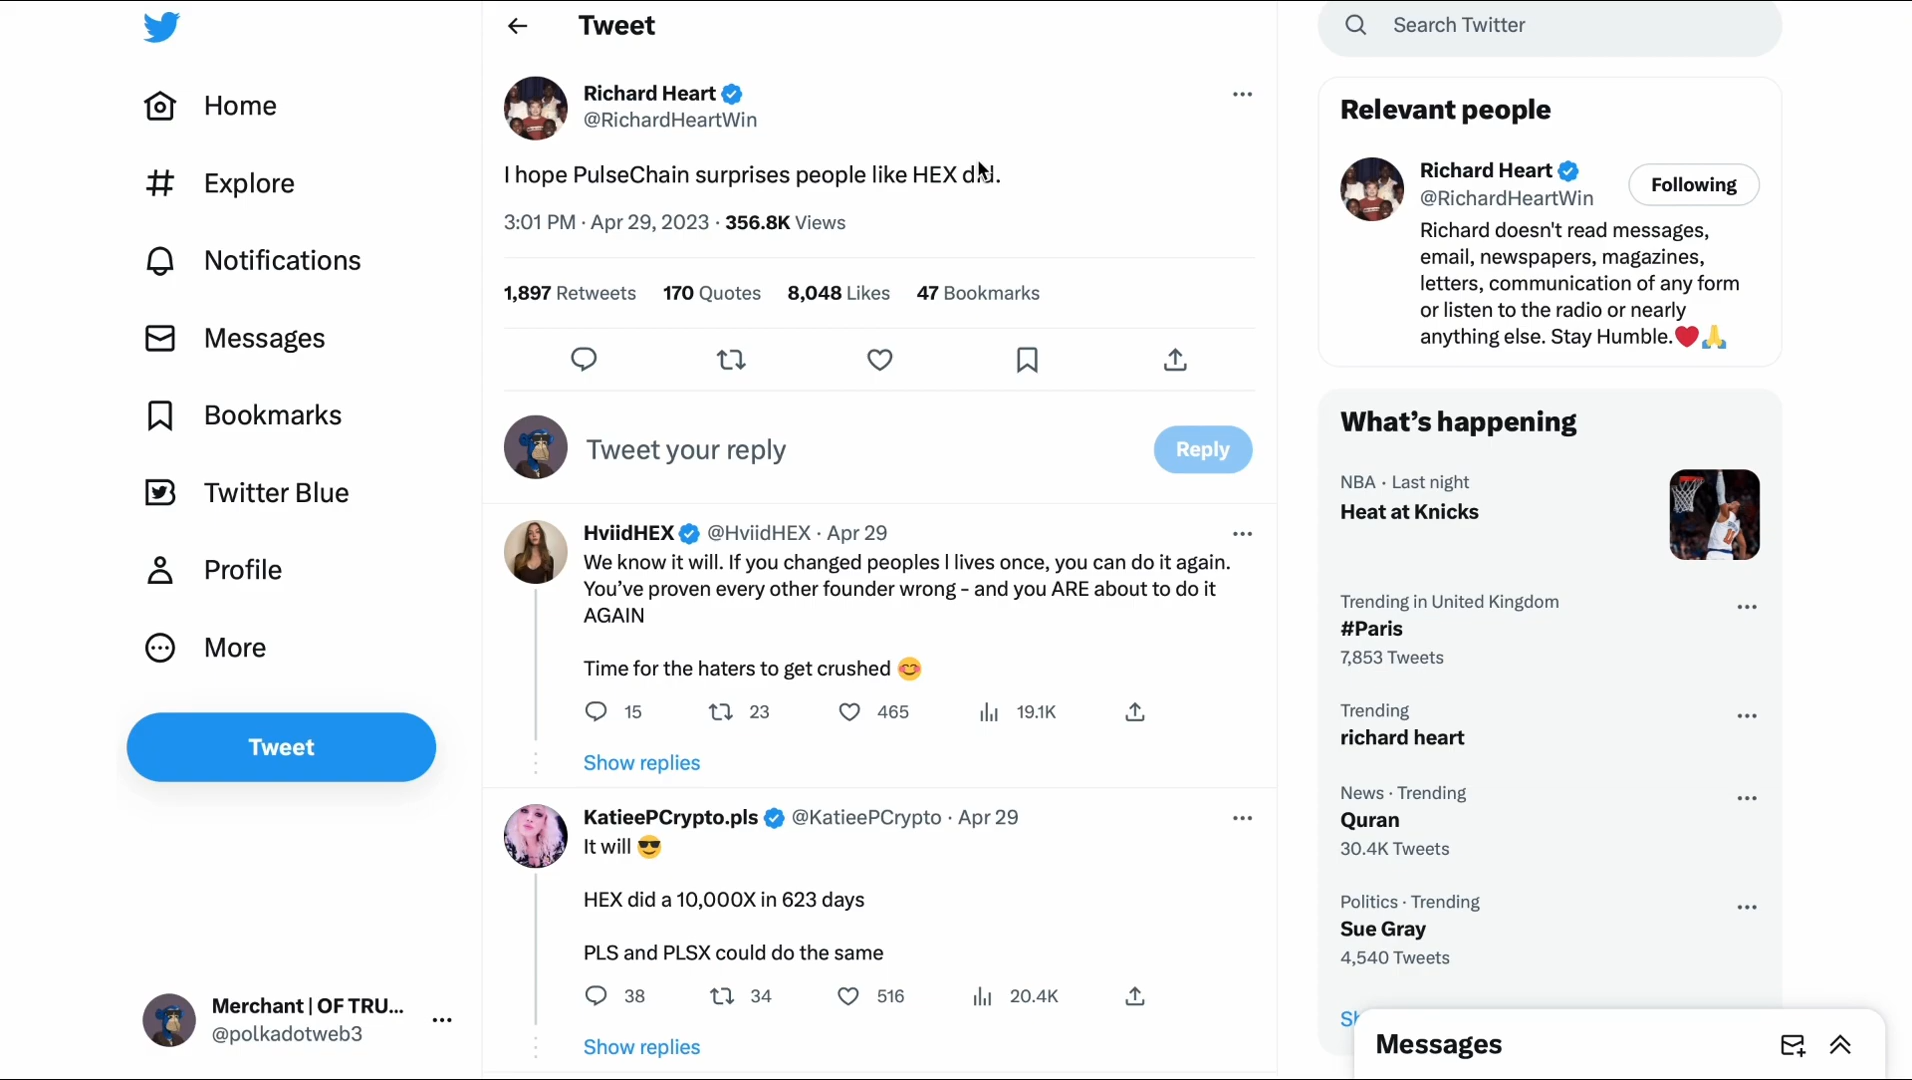 Tweet
Search Twitter
Home
Explore
Notifications
Messages
Bookmarks
Twitter Blue
Profile
More
Tweet
Merchant | OF TRU...
@polkadotweb3
Richard Heart
@RichardHeartWin
I hope PulseChain surprises people like HEX did.
3:01 PM · Apr 29, 2023 · 356.8K Views
1,897 Retweets 170 Quotes 8,048 Likes 47 Bookmarks
Tweet your reply
Reply
HviidHEX @HviidHEX · Apr 29
We know it will. If you changed peoples l lives once, you can do it again.
You’ve proven every other founder wrong - and you ARE about to do it
AGAIN
Time for the haters to get crushed 😊
15 23 465 19.1K
Show replies
KatieePCrypto.pls @KatieePCrypto · Apr 29
It will 😎
HEX did a 10,000X in 623 days
PLS and PLSX could do the same
38 34 516 20.4K
Show replies
Relevant people
Richard Heart
@RichardHeartWin
Following
Richard doesn't read messages,
email, newspapers, magazines,
letters, communication of any form
or listen to the radio or nearly
anything else. Stay Humble.❤️🙏
What’s happening
NBA · Last night
Heat at Knicks
Trending in United Kingdom
#Paris
7,853 Tweets
Trending
richard heart
News · Trending
Quran
30.4K Tweets
Politics · Trending
Sue Gray
4,540 Tweets
Messages